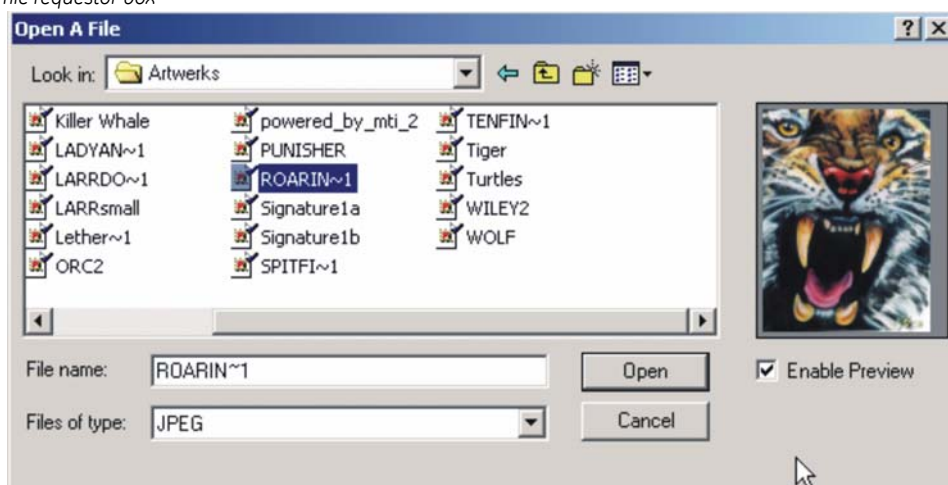 file requestor box
Open A File
Look in: Artwerks
Killer Whale powered_by_mti_2 TENFIN~1
LADYAN~1 PUNISHER Tiger
LARRDO~1 ROARIN~1 Turtles
LARRsmall Signature1a WILEY2
Lether~1 Signature1b WOLF
ORC2 SPITFI~1
File name: ROARIN~1 Open Enable Preview
Files of type: JPEG Cancel